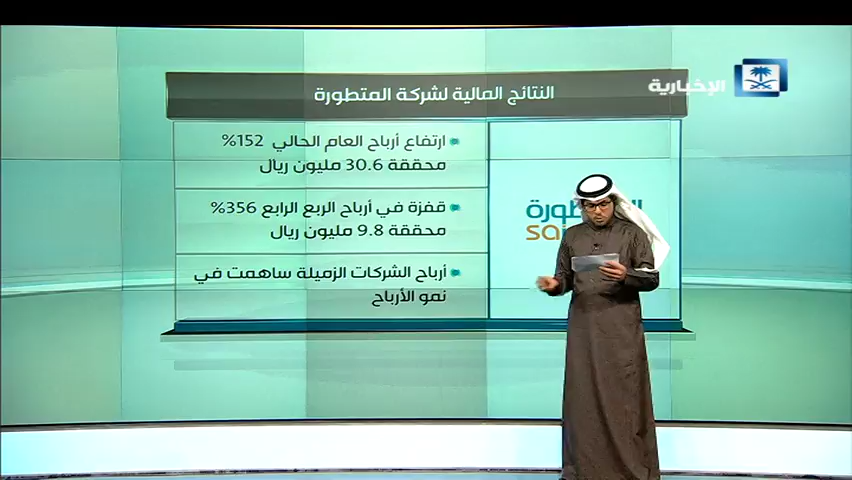 الإخبارية
النتائج المالية لشركة المتطورة
ارتفاع أرباح العام الحالي 152%
محققة 30.6 مليون ريال
قفزة في أرباح الربع الرابع 356%
محققة 9.8 مليون ريال
أرباح الشركات الزميلة ساهمت في
نمو الأرباح